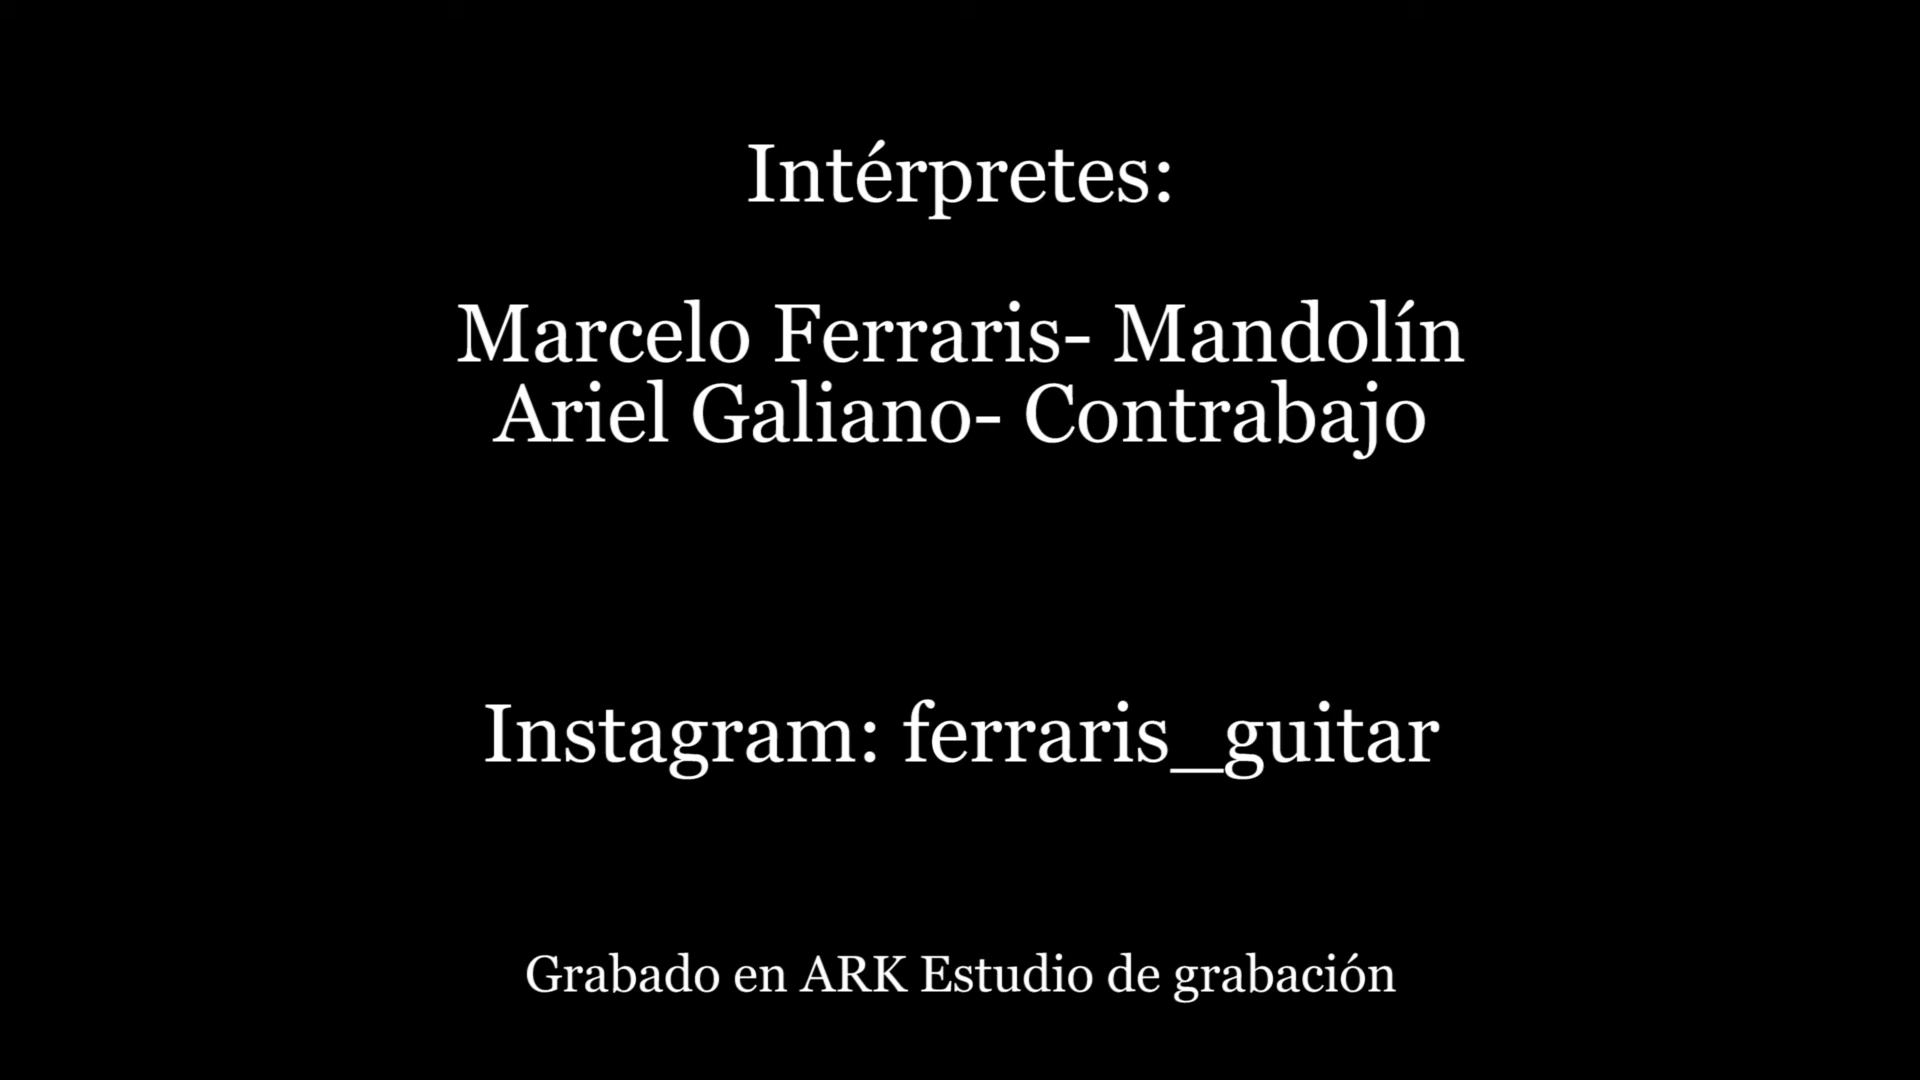 Intérpretes:
Marcelo Ferraris- Mandolín
Ariel Galiano- Contrabajo
Instagram: ferraris_guitar
Grabado en ARK Estudio de grabación